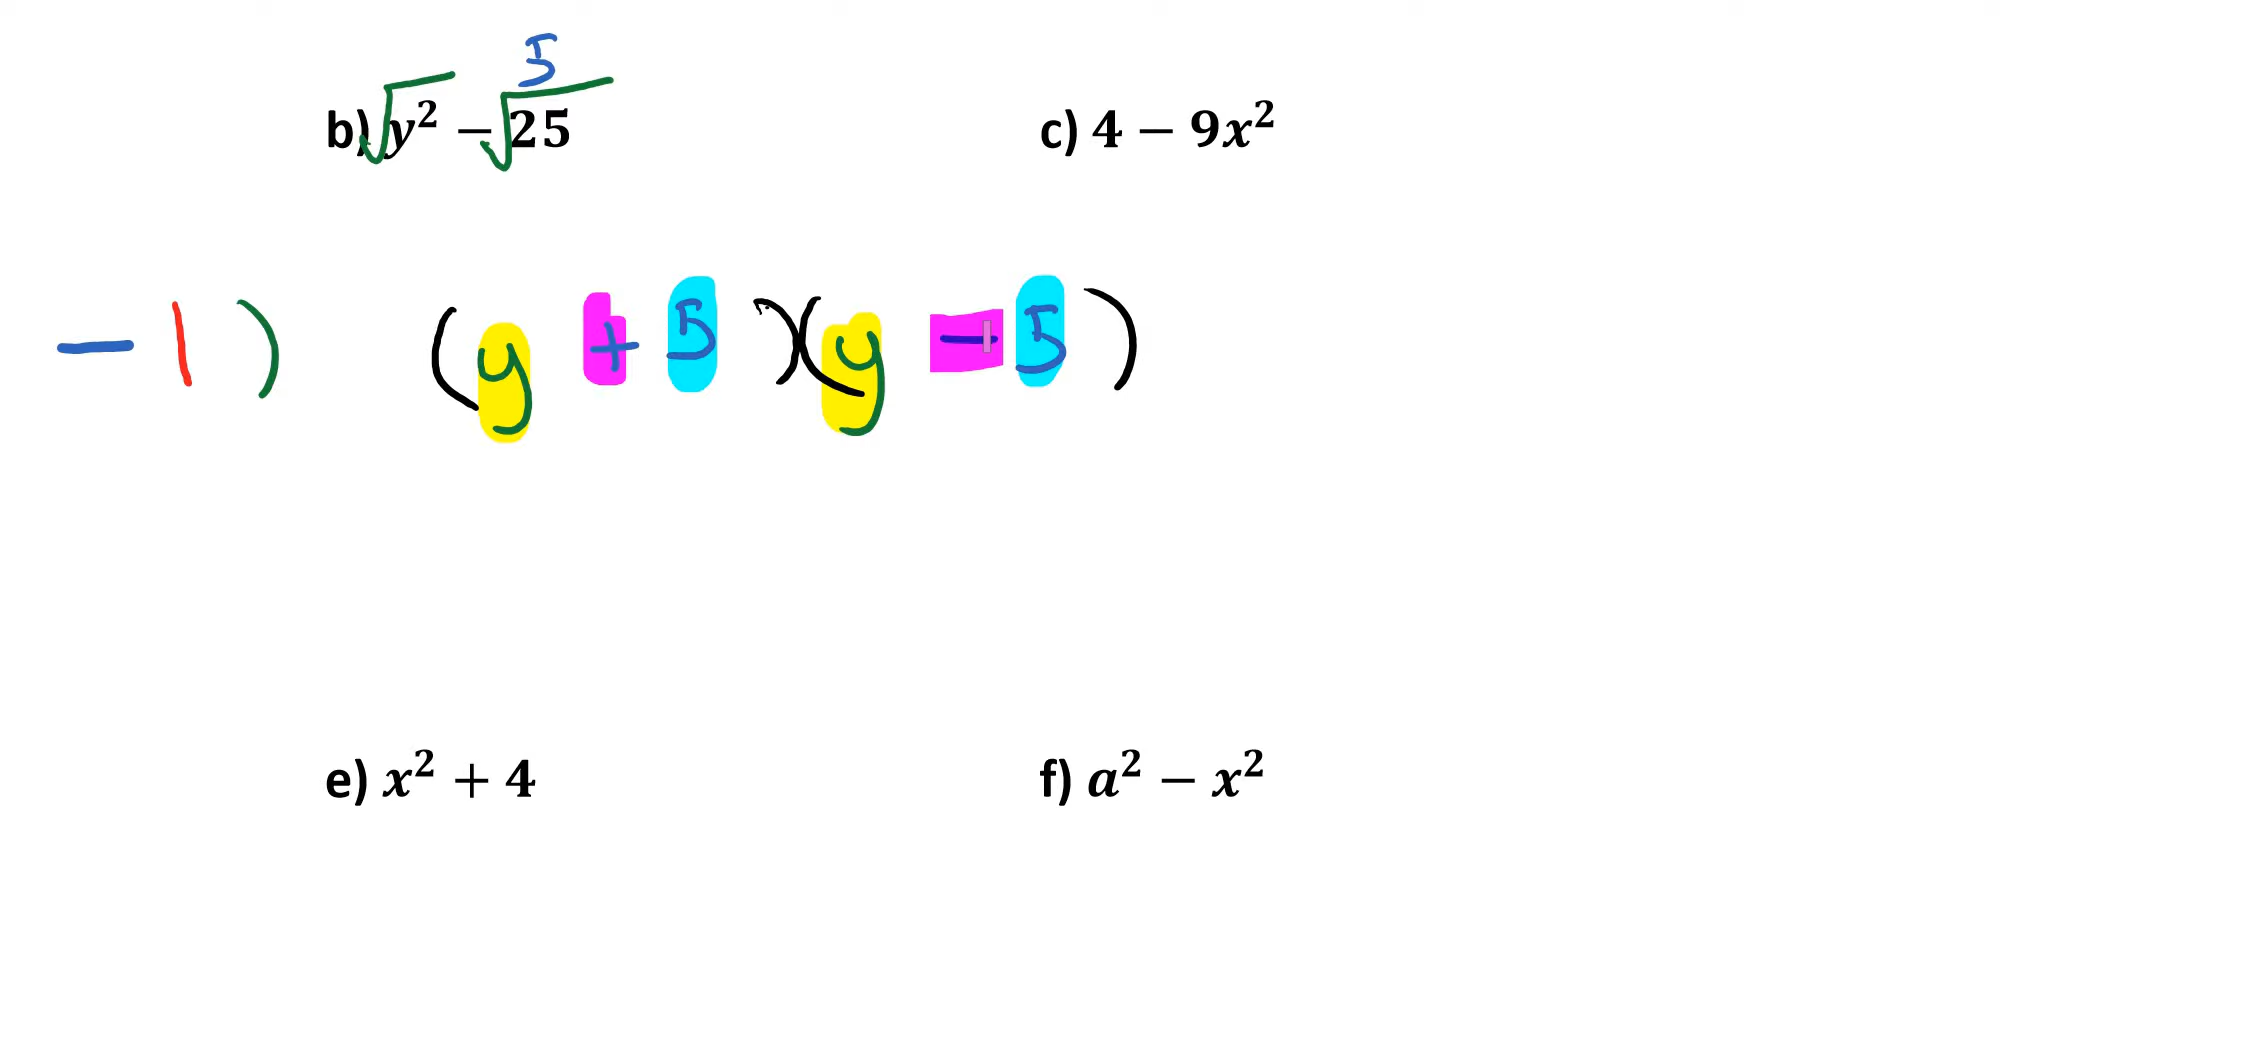 5
b) √y² − √25
c) 4 − 9x²
− 1 )
(y + 5)(y − 5)
e) x² + 4
f) a² − x²